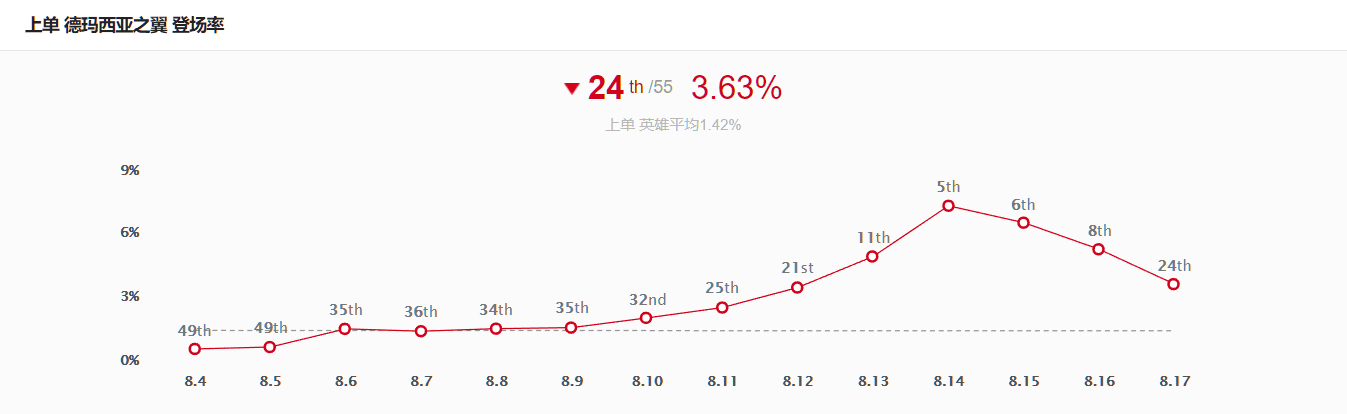 上单 德玛西亚之翼 登场率
24 th /55 3.63%
上单 英雄平均1.42%
9%
6%
3%
0%
49th 49th 35th 36th 34th 35th 32nd 25th 21st 11th 5th 6th 8th 24th
8.4 8.5 8.6 8.7 8.8 8.9 8.10 8.11 8.12 8.13 8.14 8.15 8.16 8.17